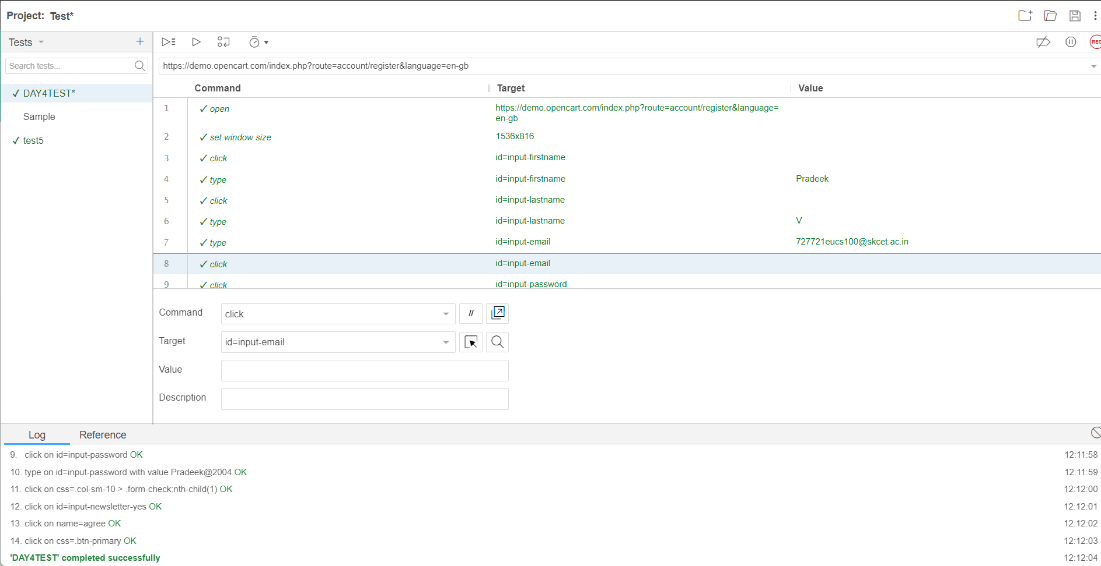 Project: Test*
Tests
Search tests...
DAY4TEST*
Sample
test5
https://demo.opencart.com/index.php?route=account/register&language=en-gb
REC
Command Target Value
1 ✓ open https://demo.opencart.com/index.php?route=account/register&language=
en-gb
2 ✓ set window size 1536x816
3 ✓ click id=input-firstname
4 ✓ type id=input-firstname Pradeek
5 ✓ click id=input-lastname
6 ✓ type id=input-lastname V
7 ✓ type id=input-email 727721eucs100@skcet.ac.in
8 ✓ click id=input-email
9 ✓ click id=input-password
Command click //
Target id=input-email
Value
Description
Log Reference
9. click on id=input-password OK 12:11:58
10. type on id=input-password with value Pradeek@2004 OK 12:11:59
11. click on css=.col-sm-10 > .form-check:nth-child(1) OK 12:12:00
12. click on id=input-newsletter-yes OK 12:12:01
13. click on name=agree OK 12:12:02
14. click on css=.btn-primary OK 12:12:03
'DAY4TEST' completed successfully 12:12:04